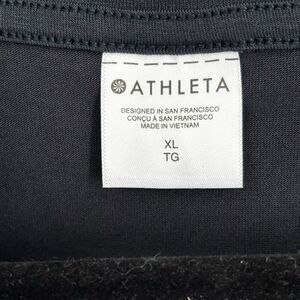 ATHLETA
DESIGNED IN SAN FRANCISCO
CONÇU À SAN FRANCISCO
MADE IN VIETNAM
XL
TG